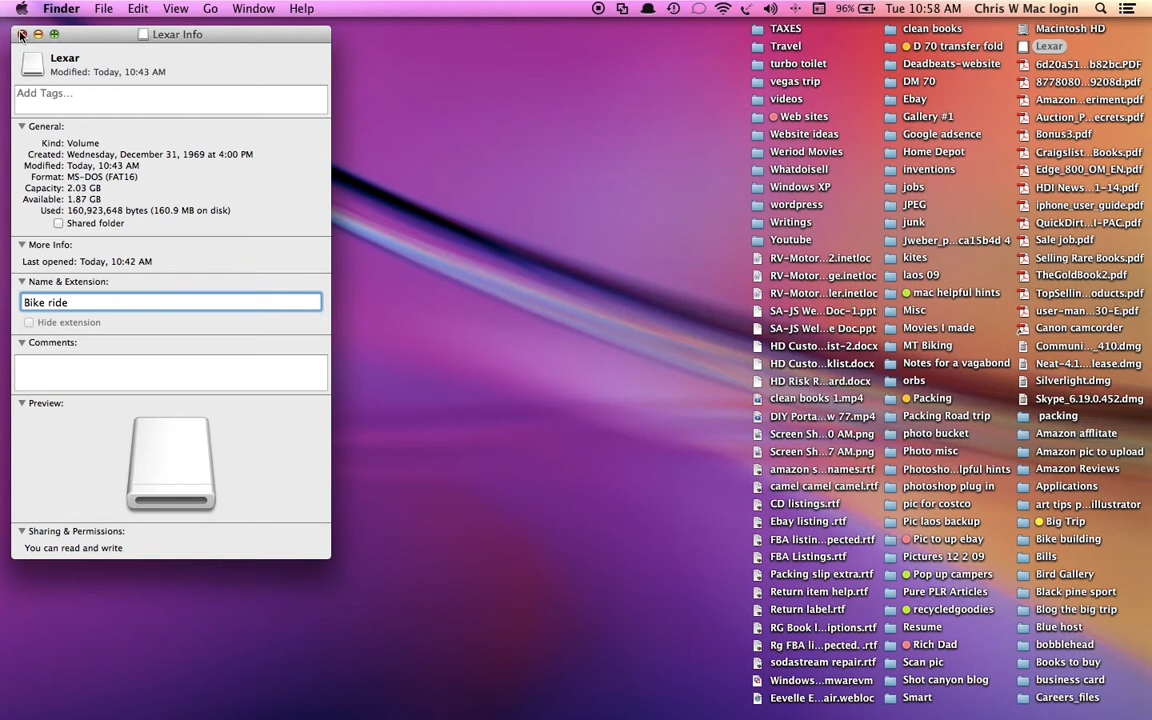 Finder File Edit View Go Window Help 96% Tue 10:58 AM Chris W Mac login
Lexar Info
Lexar
Modified: Today, 10:43 AM
Add Tags...
General:
Kind: Volume
Created: Wednesday, December 31, 1969 at 4:00 PM
Modified: Today, 10:43 AM
Format: MS-DOS (FAT16)
Capacity: 2.03 GB
Available: 1.87 GB
Used: 160,923,648 bytes (160.9 MB on disk)
Shared folder
More Info:
Last opened: Today, 10:42 AM
Name & Extension:
Bike ride
Hide extension
Comments:
Preview:
Sharing & Permissions:
You can read and write
TAXES
Travel
turbo toilet
vegas trip
videos
Web sites
Website ideas
Weriod Movies
Whatdoisell
Windows XP
wordpress
Writings
Youtube
RV-Motor...2.inetloc
RV-Motor...ge.inetloc
RV-Motor...ler.inetloc
SA-JS We...Doc-1.ppt
SA-JS Wel...e Doc.ppt
HD Custo...ist-2.docx
HD Custo...klist.docx
HD Risk R...ard.docx
clean books 1.mp4
DIY Porta...w 77.mp4
Screen Sh...0 AM.png
Screen Sh...7 AM.png
amazon s...names.rtf
camel camel camel.rtf
CD listings.rtf
Ebay listing .rtf
FBA listin...pected.rtf
FBA Listings.rtf
Packing slip extra.rtf
Return item help.rtf
Return label.rtf
RG Book l...iptions.rtf
Rg FBA li...pected. .rtf
sodastream repair.rtf
Windows...mwarevm
Eevelle E...air.webloc
clean books
D 70 transfer fold
Deadbeats-website
DM 70
Ebay
Gallery #1
Google adsence
Home Depot
inventions
jobs
JPEG
junk
Jweber_p...ca15b4d 4
kites
laos 09
mac helpful hints
Misc
Movies I made
MT Biking
Notes for a vagabond
orbs
Packing
Packing Road trip
photo bucket
Photo misc
Photosho...lpful hints
photoshop plug in
pic for costco
Pic laos backup
Pic to up ebay
Pictures 12 2 09
Pop up campers
Pure PLR Articles
recycledgoodies
Resume
Rich Dad
Scan pic
Shot canyon blog
Smart
Macintosh HD
Lexar
6d20a51...b82bc.PDF
8778080...9208d.pdf
Amazon...eriment.pdf
Auction_P...ecrets.pdf
Bonus3.pdf
Craigslist...Books.pdf
Edge_800_OM_EN.pdf
HDI News...1-14.pdf
iphone_user_guide.pdf
QuickDirt...I-PAC.pdf
Sale job.pdf
Selling Rare Books.pdf
TheGoldBook2.pdf
TopSellin...oducts.pdf
user-man...30-E.pdf
Canon camcorder
Communi..._410.dmg
Neat-4.1...lease.dmg
Silverlight.dmg
Skype_6.19.0.452.dmg
packing
Amazon afflitate
Amazon pic to upload
Amazon Reviews
Applications
art tips p...illustrator
Big Trip
Bike building
Bills
Bird Gallery
Black pine sport
Blog the big trip
Blue host
bobblehead
Books to buy
business card
Careers_files